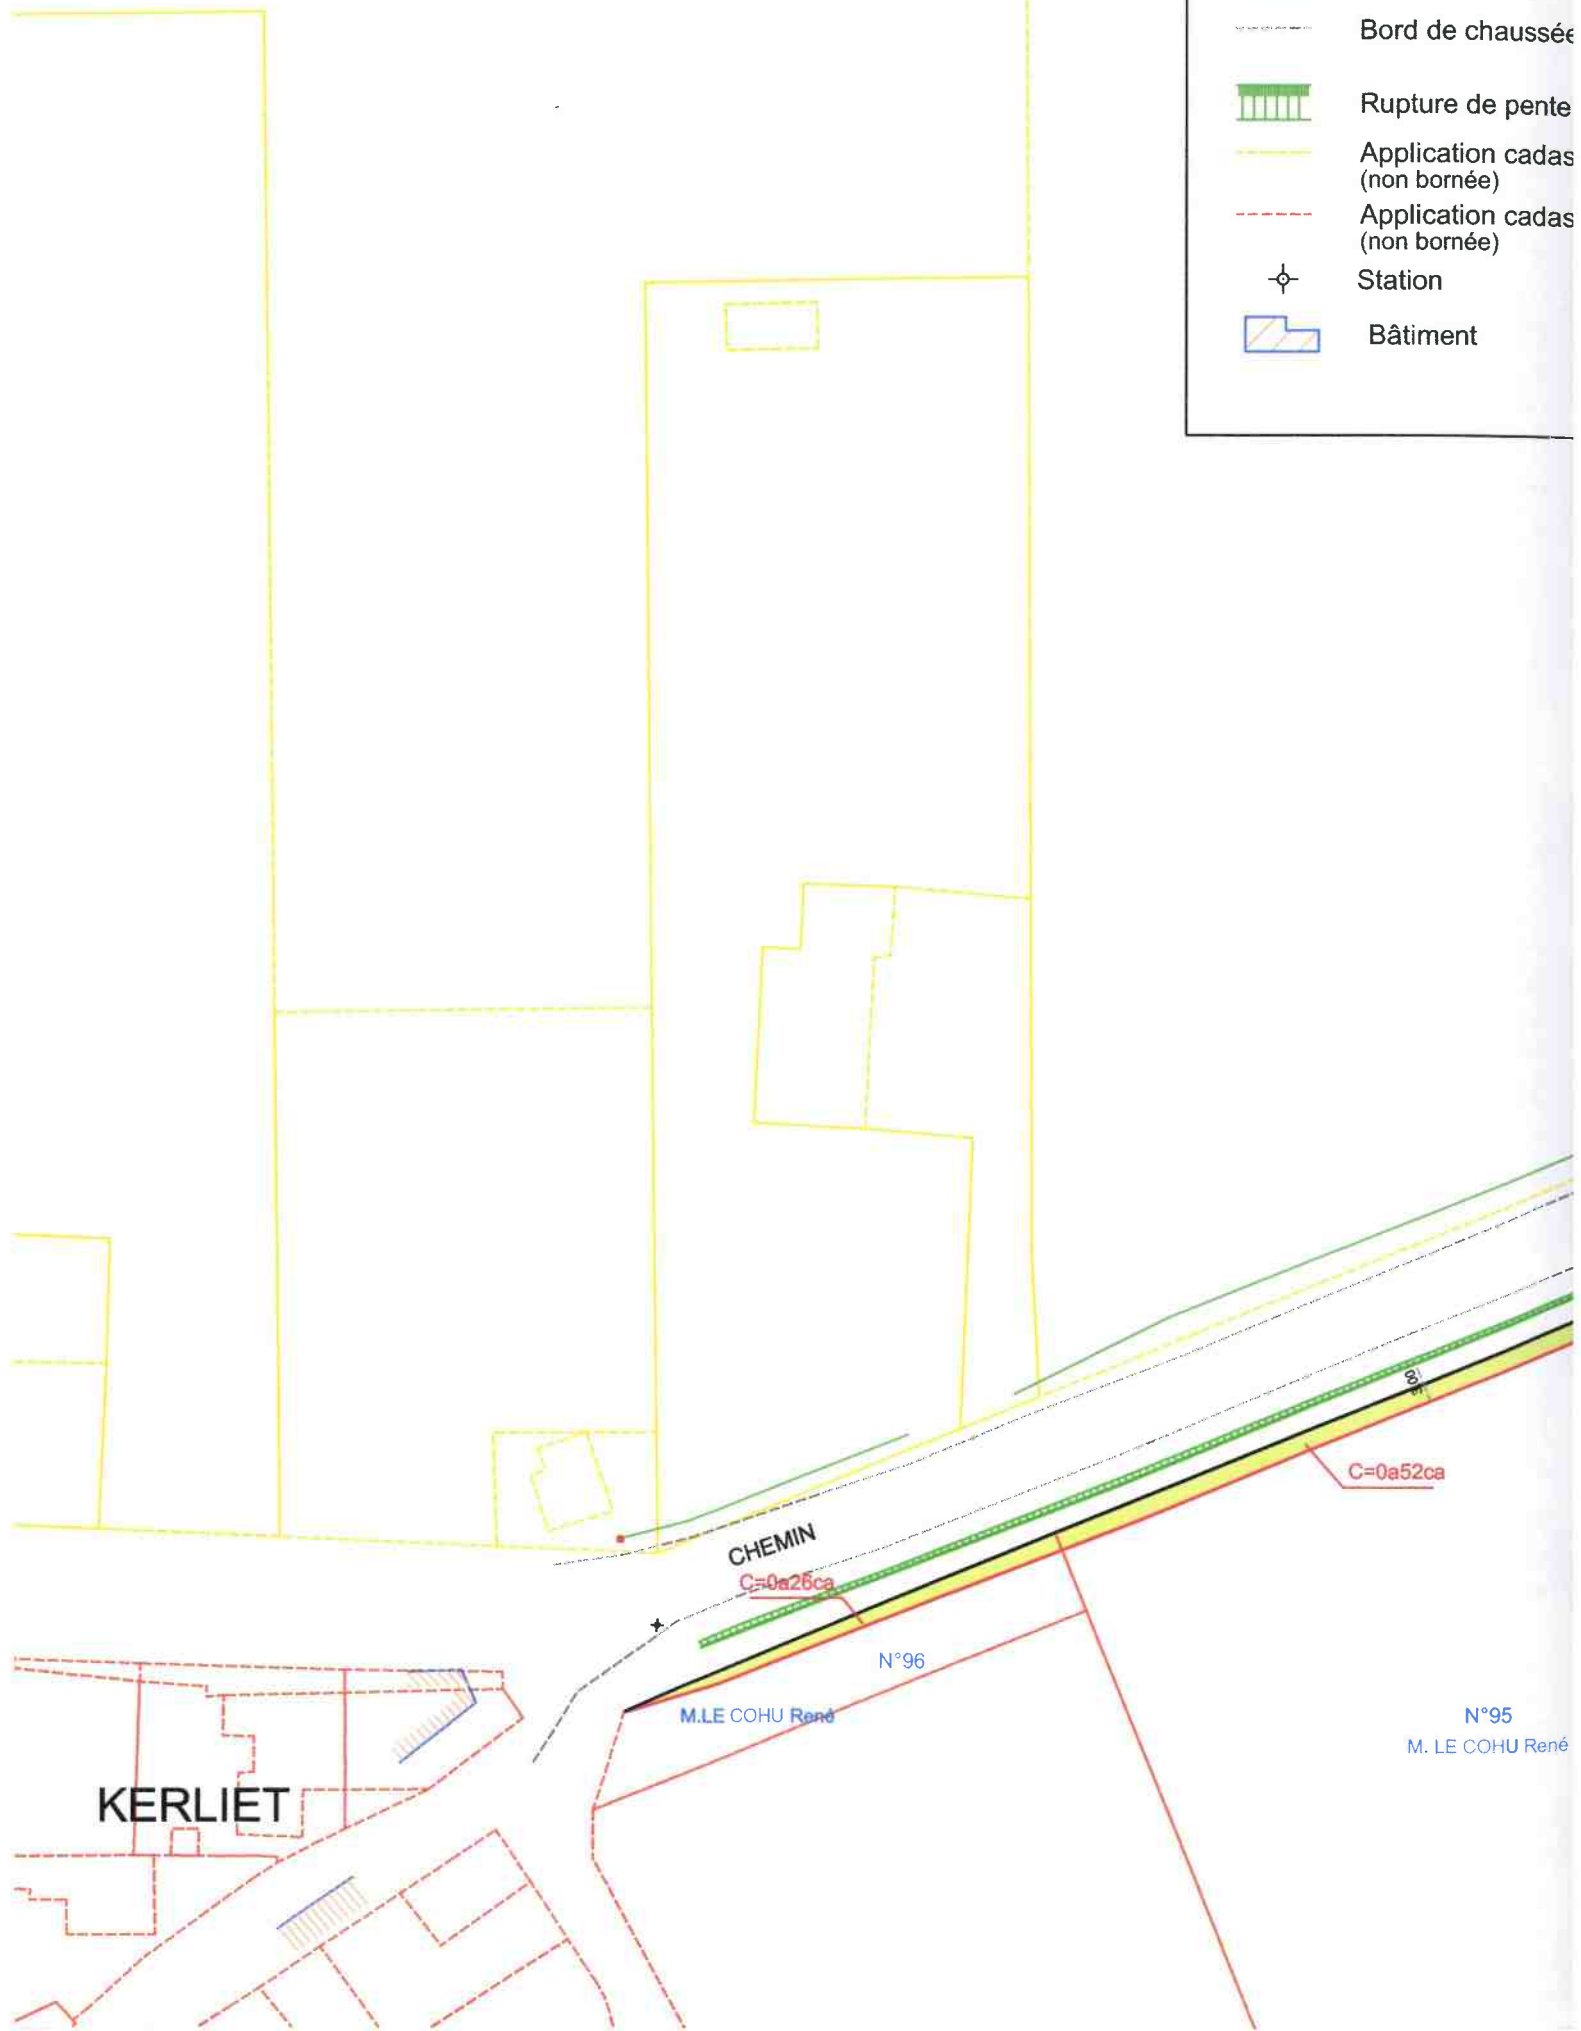 Bord de chaussée
Rupture de pente
Application cadas
(non bornée)
Application cadas
(non bornée)
Station
Bâtiment
C=0a52ca
CHEMIN
C=0a26ca
N°96
M.LE COHU René
N°95
M. LE COHU René
KERLIET